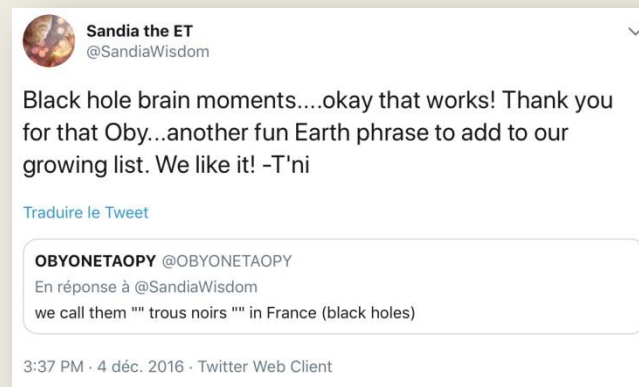 Sandia the ET
@SandiaWisdom
Black hole brain moments....okay that works! Thank you
for that Oby...another fun Earth phrase to add to our
growing list. We like it! -T'ni
Traduire le Tweet
OBYONETAOPY @OBYONETAOPY
En réponse à @SandiaWisdom
we call them "" trous noirs "" in France (black holes)
3:37 PM · 4 déc. 2016 · Twitter Web Client